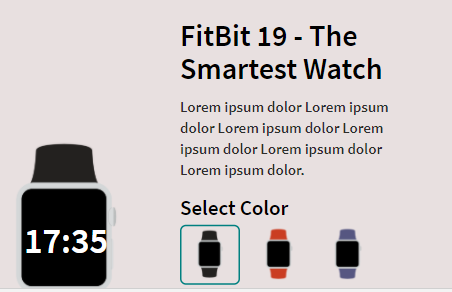 FitBit 19 - The
Smartest Watch
Lorem ipsum dolor Lorem ipsum
dolor Lorem ipsum dolor Lorem
ipsum dolor Lorem ipsum dolor
Lorem ipsum dolor.
Select Color
17:35